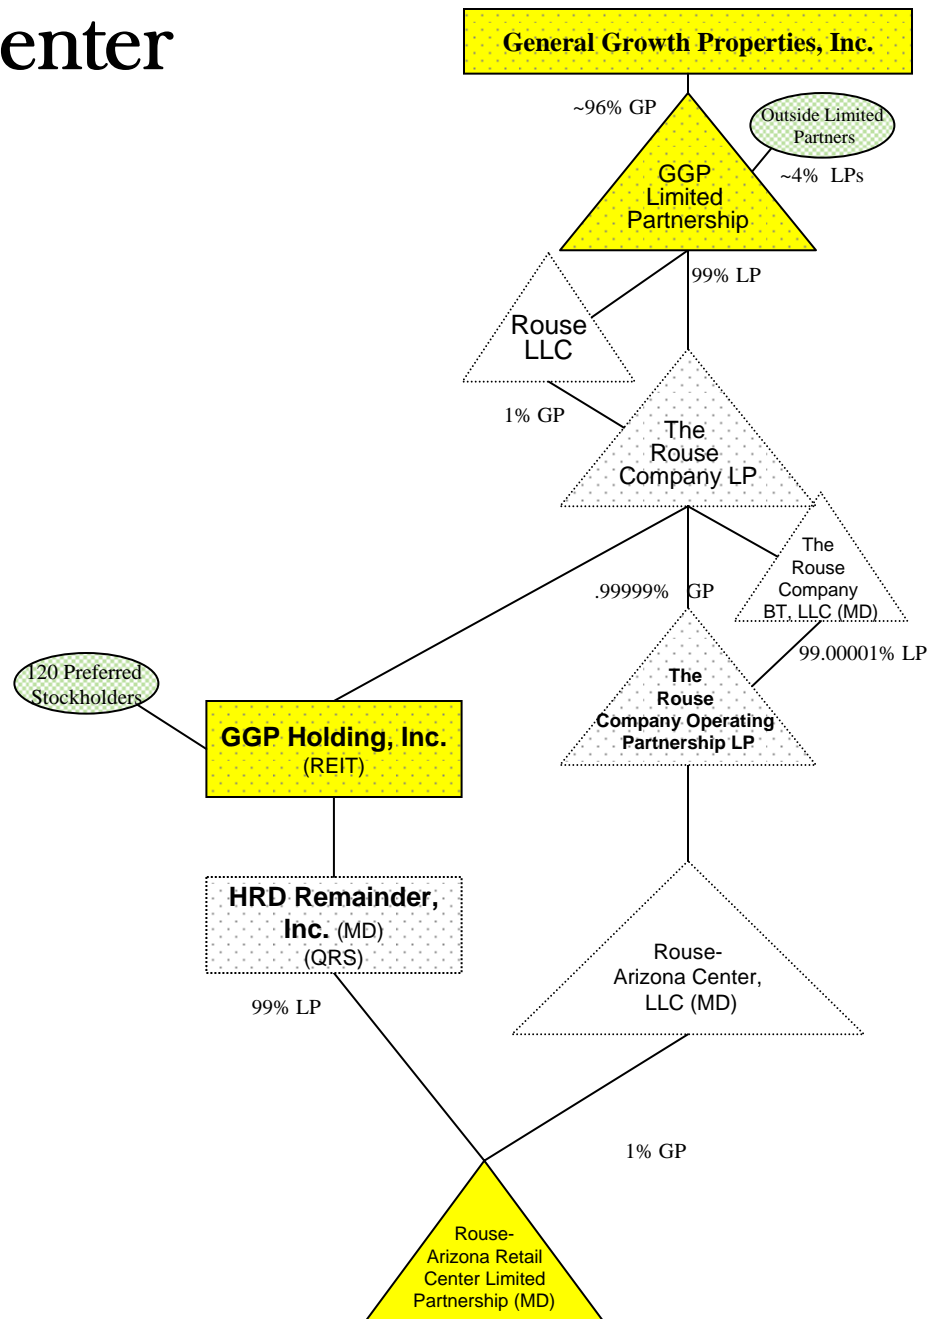 enter
General Growth Properties, Inc.
~96% GP
Outside Limited
Partners
~4% LPs
GGP
Limited
Partnership
99% LP
Rouse
LLC
1% GP
The
Rouse
Company LP
The
Rouse
Company
BT, LLC (MD)
.99999% GP
99.00001% LP
120 Preferred
Stockholders
The
Rouse
Company Operating
Partnership LP
GGP Holding, Inc.
(REIT)
HRD Remainder,
Inc. (MD)
(QRS)
Rouse-
Arizona Center,
LLC (MD)
99% LP
1% GP
Rouse-
Arizona Retail
Center Limited
Partnership (MD)